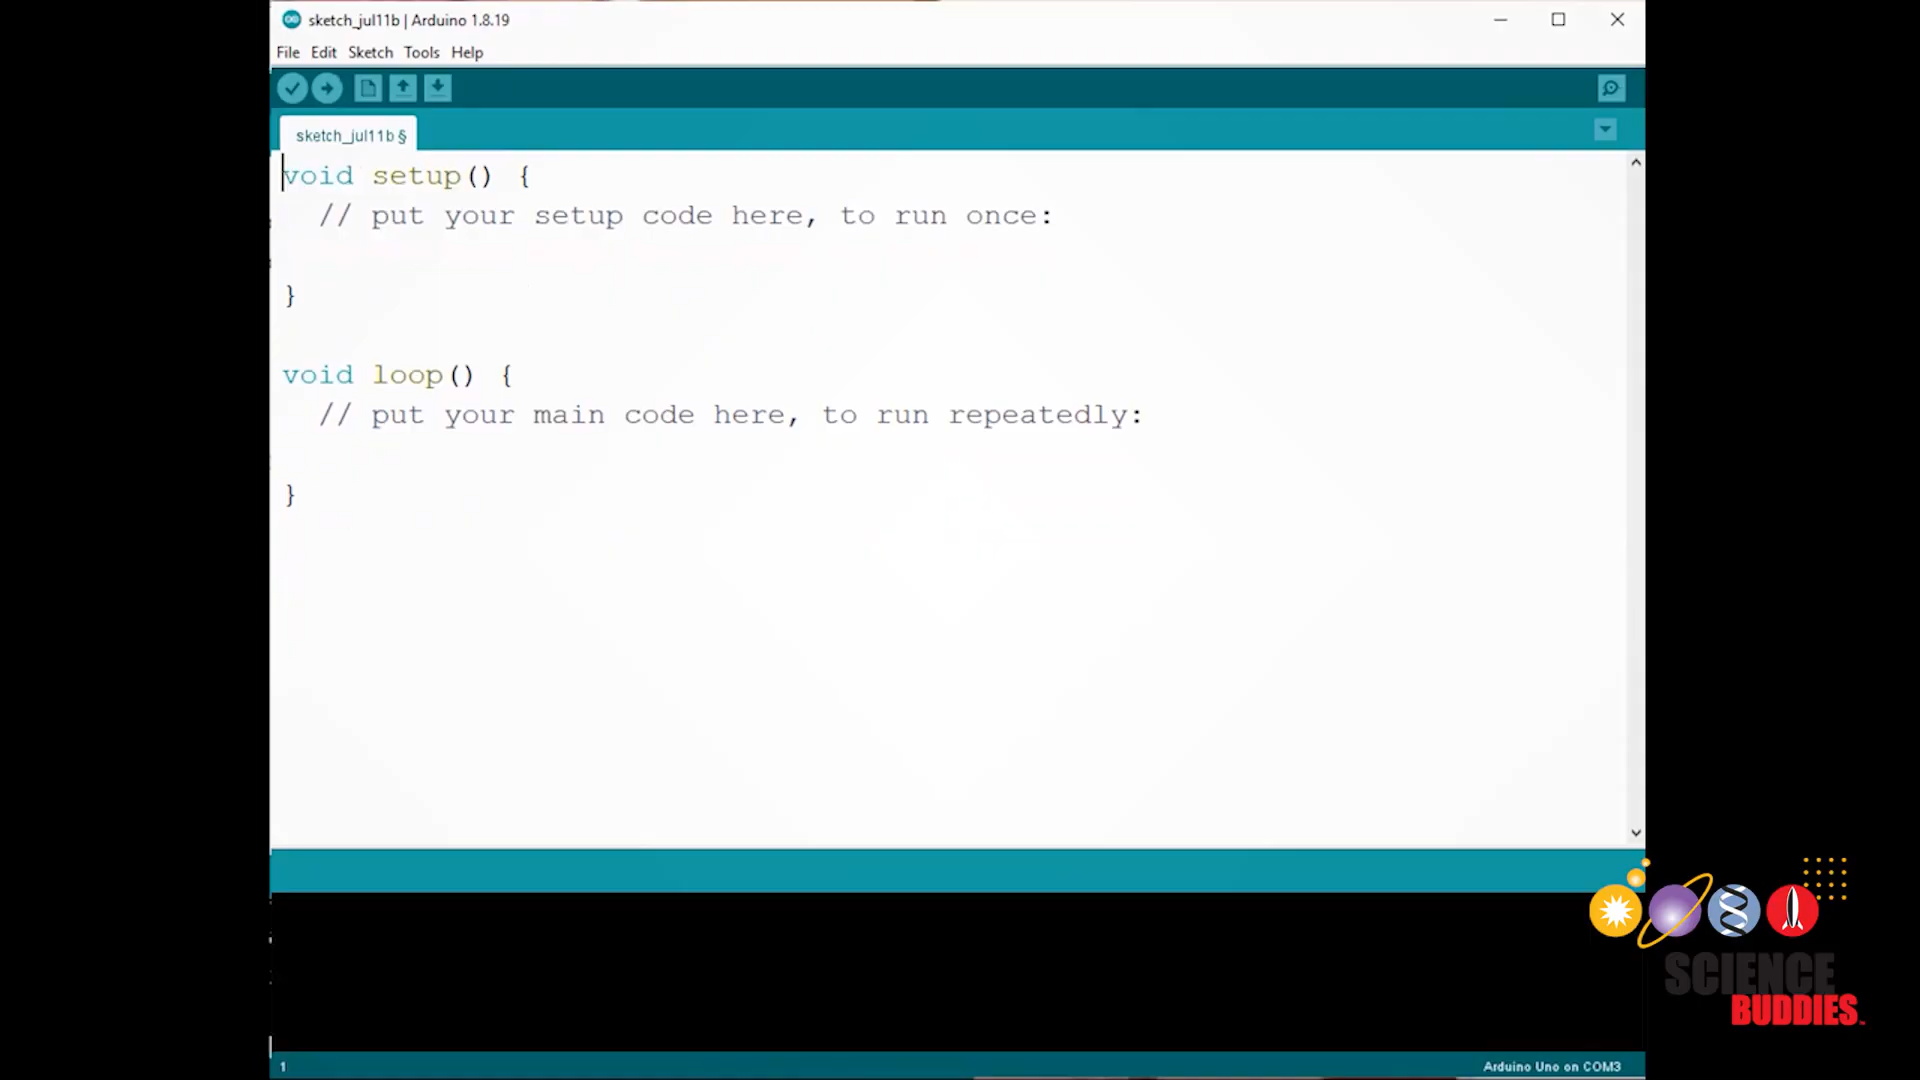 sketch_jul11b | Arduino 1.8.19
File Edit Sketch Tools Help
sketch_jul11b §
void setup() {
  // put your setup code here, to run once:
}
void loop() {
  // put your main code here, to run repeatedly:
}
SCIENCE
BUDDIES
1
Arduino Uno on COM3